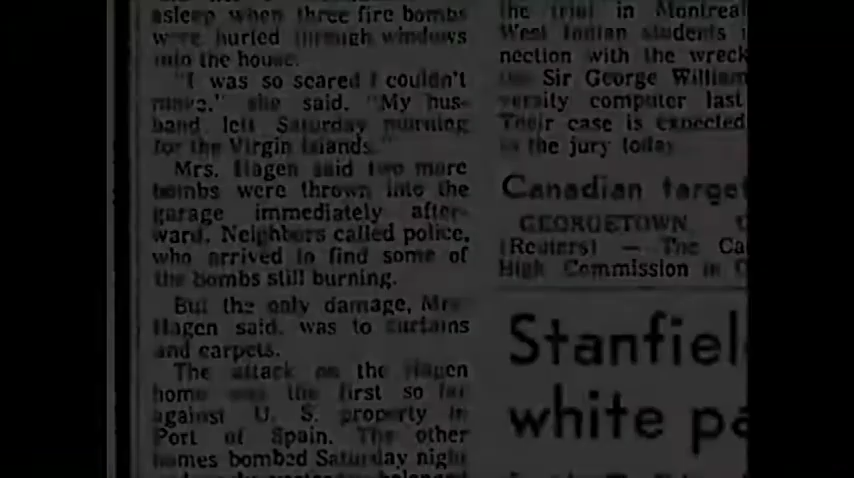 asleep when three fire bombs
were hurled through windows
into the house.
"I was so scared I couldn't
move," she said. "My hus-
band left Saturday morning
for the Virgin Islands."
Mrs. Hagen said two more
bombs were thrown into the
garage immediately after-
ward. Neighbors called police,
who arrived to find some of
the bombs still burning.
But the only damage, Mrs.
Hagen said, was to curtains
and carpets.
The attack on the Hagen
home was the first so far
against U. S. property in
Port of Spain. The other
homes bombed Saturday night
the trial in Montreal
West Indian students i
nection with the wreck
the Sir George William
versity computer last
Their case is expected
to the jury today
Canadian target
GEORGETOWN,
(Reuters) — The Ca
High Commission in
Stanfiel
white pa